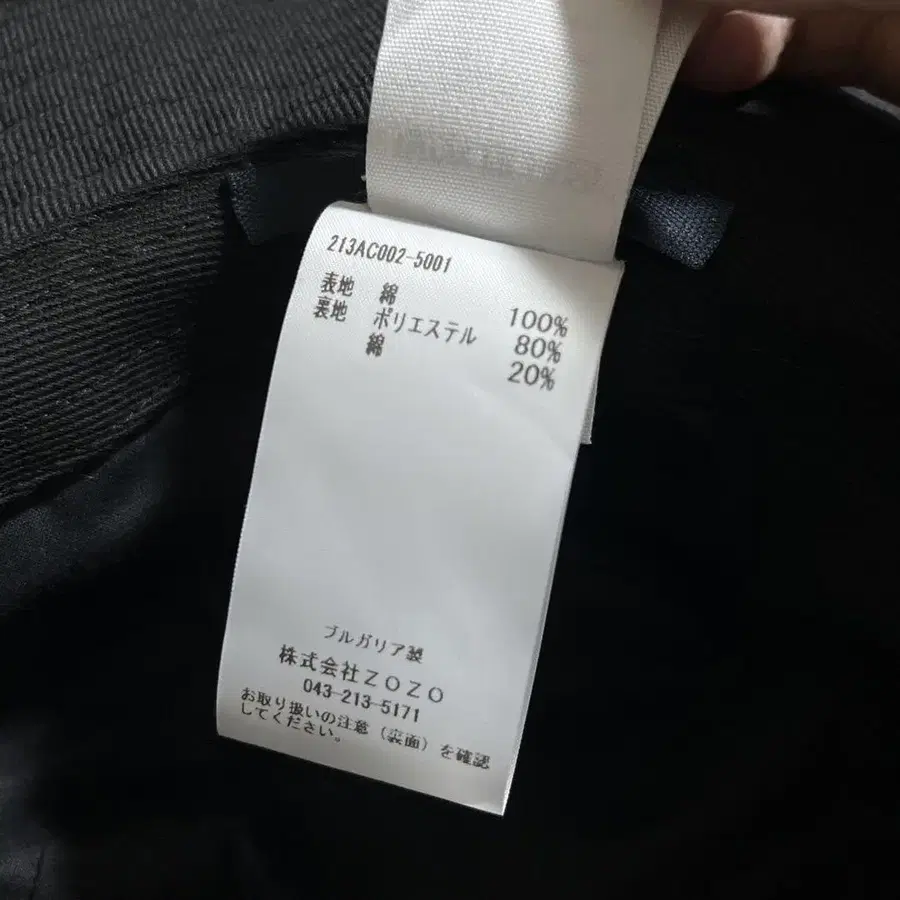 213AC002-5001
表地 綿 100%
裏地 ポリエステル 80%
綿 20%
ブルガリア製
株式会社ZOZO
043-213-5171
お取り扱いの注意(裏面)を確認
してください。